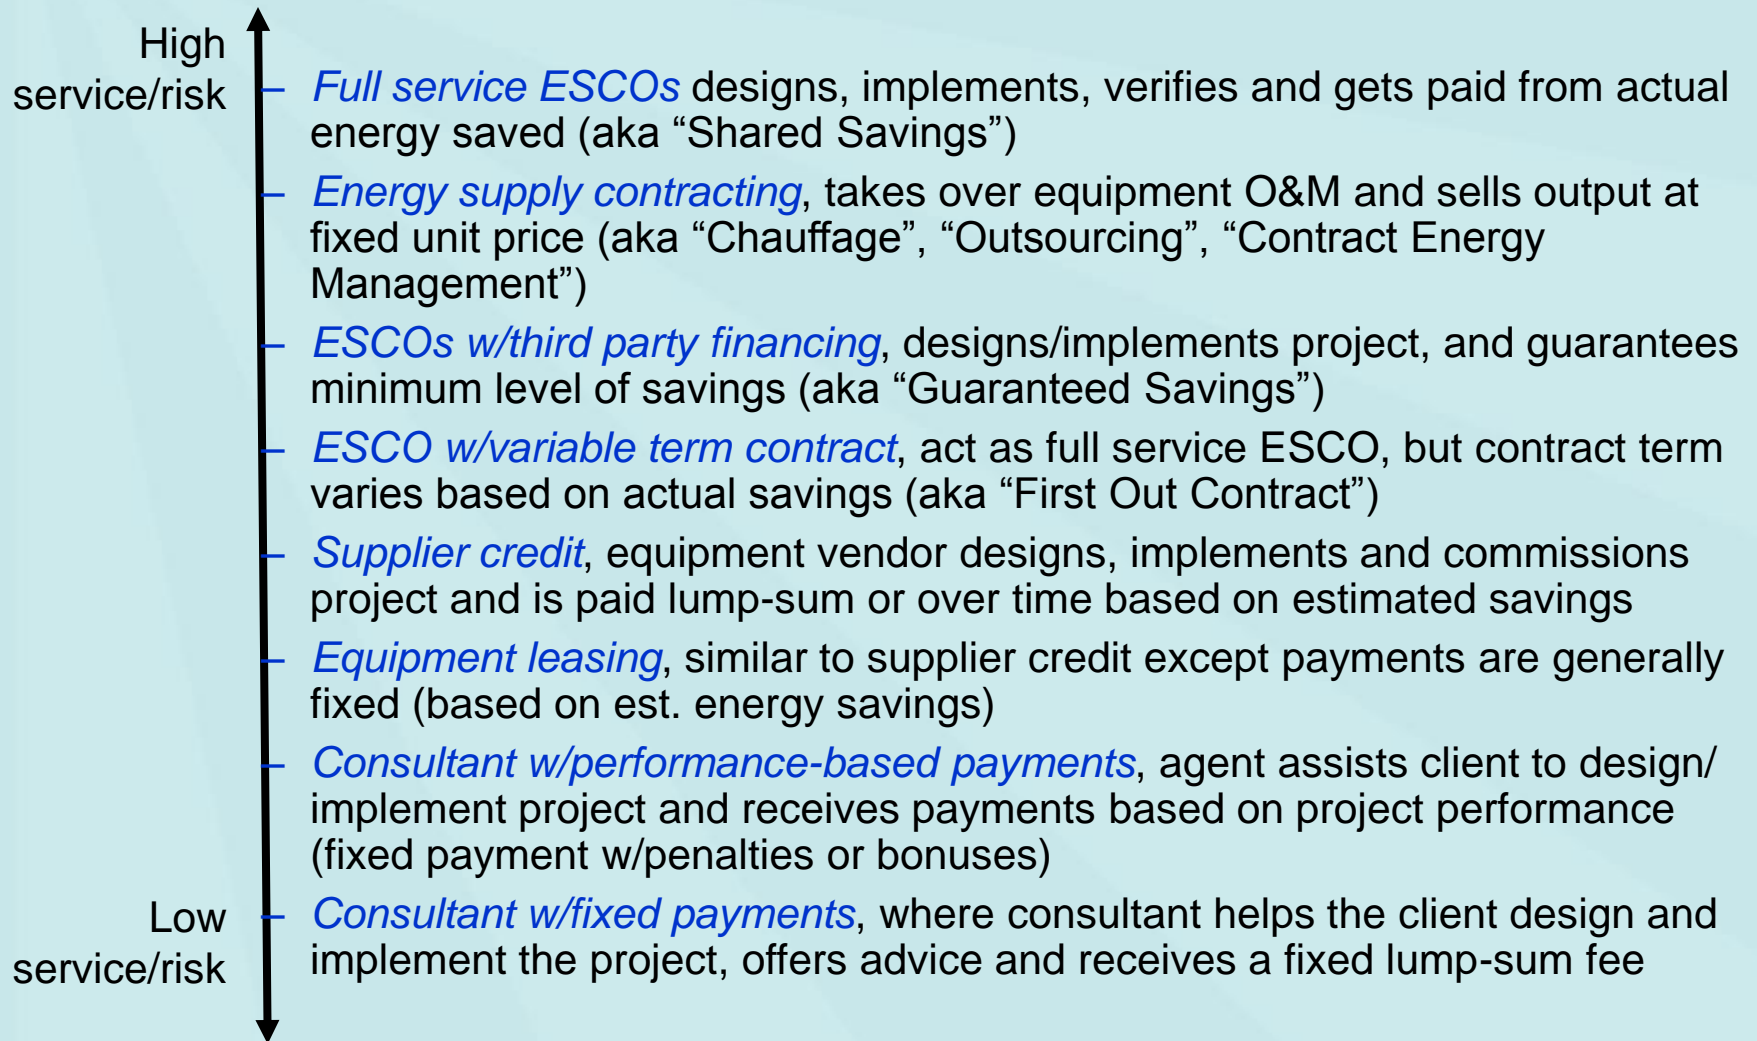 High
service/risk
– Full service ESCOs designs, implements, verifies and gets paid from actual
energy saved (aka “Shared Savings”)
– Energy supply contracting, takes over equipment O&M and sells output at
fixed unit price (aka “Chauffage”, “Outsourcing”, “Contract Energy
Management”)
– ESCOs w/third party financing, designs/implements project, and guarantees
minimum level of savings (aka “Guaranteed Savings”)
– ESCO w/variable term contract, act as full service ESCO, but contract term
varies based on actual savings (aka “First Out Contract”)
– Supplier credit, equipment vendor designs, implements and commissions
project and is paid lump-sum or over time based on estimated savings
– Equipment leasing, similar to supplier credit except payments are generally
fixed (based on est. energy savings)
– Consultant w/performance-based payments, agent assists client to design/
implement project and receives payments based on project performance
(fixed payment w/penalties or bonuses)
Low
service/risk
– Consultant w/fixed payments, where consultant helps the client design and
implement the project, offers advice and receives a fixed lump-sum fee